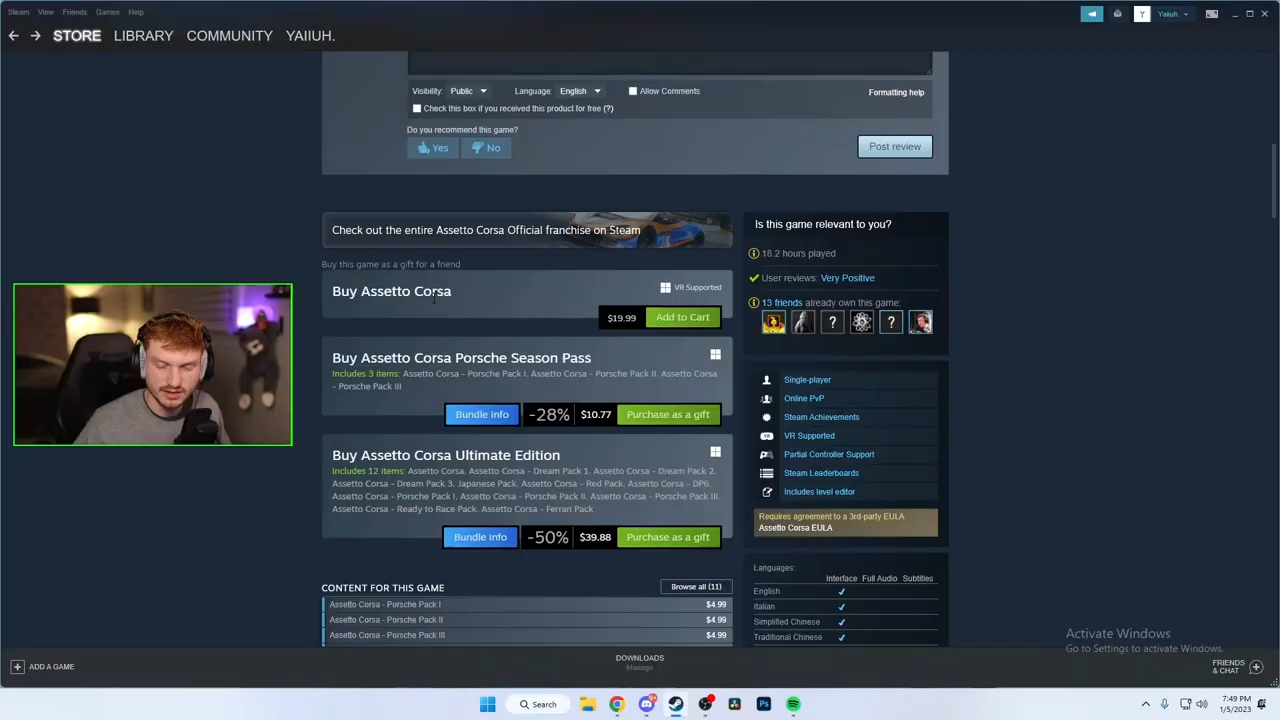 Steam View Friends Games Help
Yaiiuh
STORE LIBRARY COMMUNITY YAIIUH.
Visibility: Public Language: English Allow Comments Formatting help
Check this box if you received this product for free (?)
Do you recommend this game?
Yes No Post review
Check out the entire Assetto Corsa Official franchise on Steam
Buy this game as a gift for a friend
Buy Assetto Corsa
VR Supported
$19.99 Add to Cart
Buy Assetto Corsa Porsche Season Pass
Includes 3 items: Assetto Corsa - Porsche Pack I, Assetto Corsa - Porsche Pack II, Assetto Corsa
- Porsche Pack III
Bundle info -28% $10.77 Purchase as a gift
Buy Assetto Corsa Ultimate Edition
Includes 12 items: Assetto Corsa, Assetto Corsa - Dream Pack 1, Assetto Corsa - Dream Pack 2,
Assetto Corsa - Dream Pack 3, Japanese Pack, Assetto Corsa - Red Pack, Assetto Corsa - DP6,
Assetto Corsa - Porsche Pack I, Assetto Corsa - Porsche Pack II, Assetto Corsa - Porsche Pack III,
Assetto Corsa - Ready to Race Pack, Assetto Corsa - Ferrari Pack
Bundle info -50% $39.88 Purchase as a gift
CONTENT FOR THIS GAME Browse all (11)
Assetto Corsa - Porsche Pack I $4.99
Assetto Corsa - Porsche Pack II $4.99
Assetto Corsa - Porsche Pack III $4.99
Is this game relevant to you?
18.2 hours played
User reviews: Very Positive
13 friends already own this game:
? ?
Single-player
Online PvP
Steam Achievements
VR Supported
Partial Controller Support
Steam Leaderboards
Includes level editor
Requires agreement to a 3rd-party EULA
Assetto Corsa EULA
Languages:
Interface Full Audio Subtitles
English
Italian
Simplified Chinese
Traditional Chinese
Activate Windows
Go to Settings to activate Windows.
ADD A GAME
DOWNLOADS
Manage
FRIENDS
& CHAT
Search
7:49 PM
1/5/2023